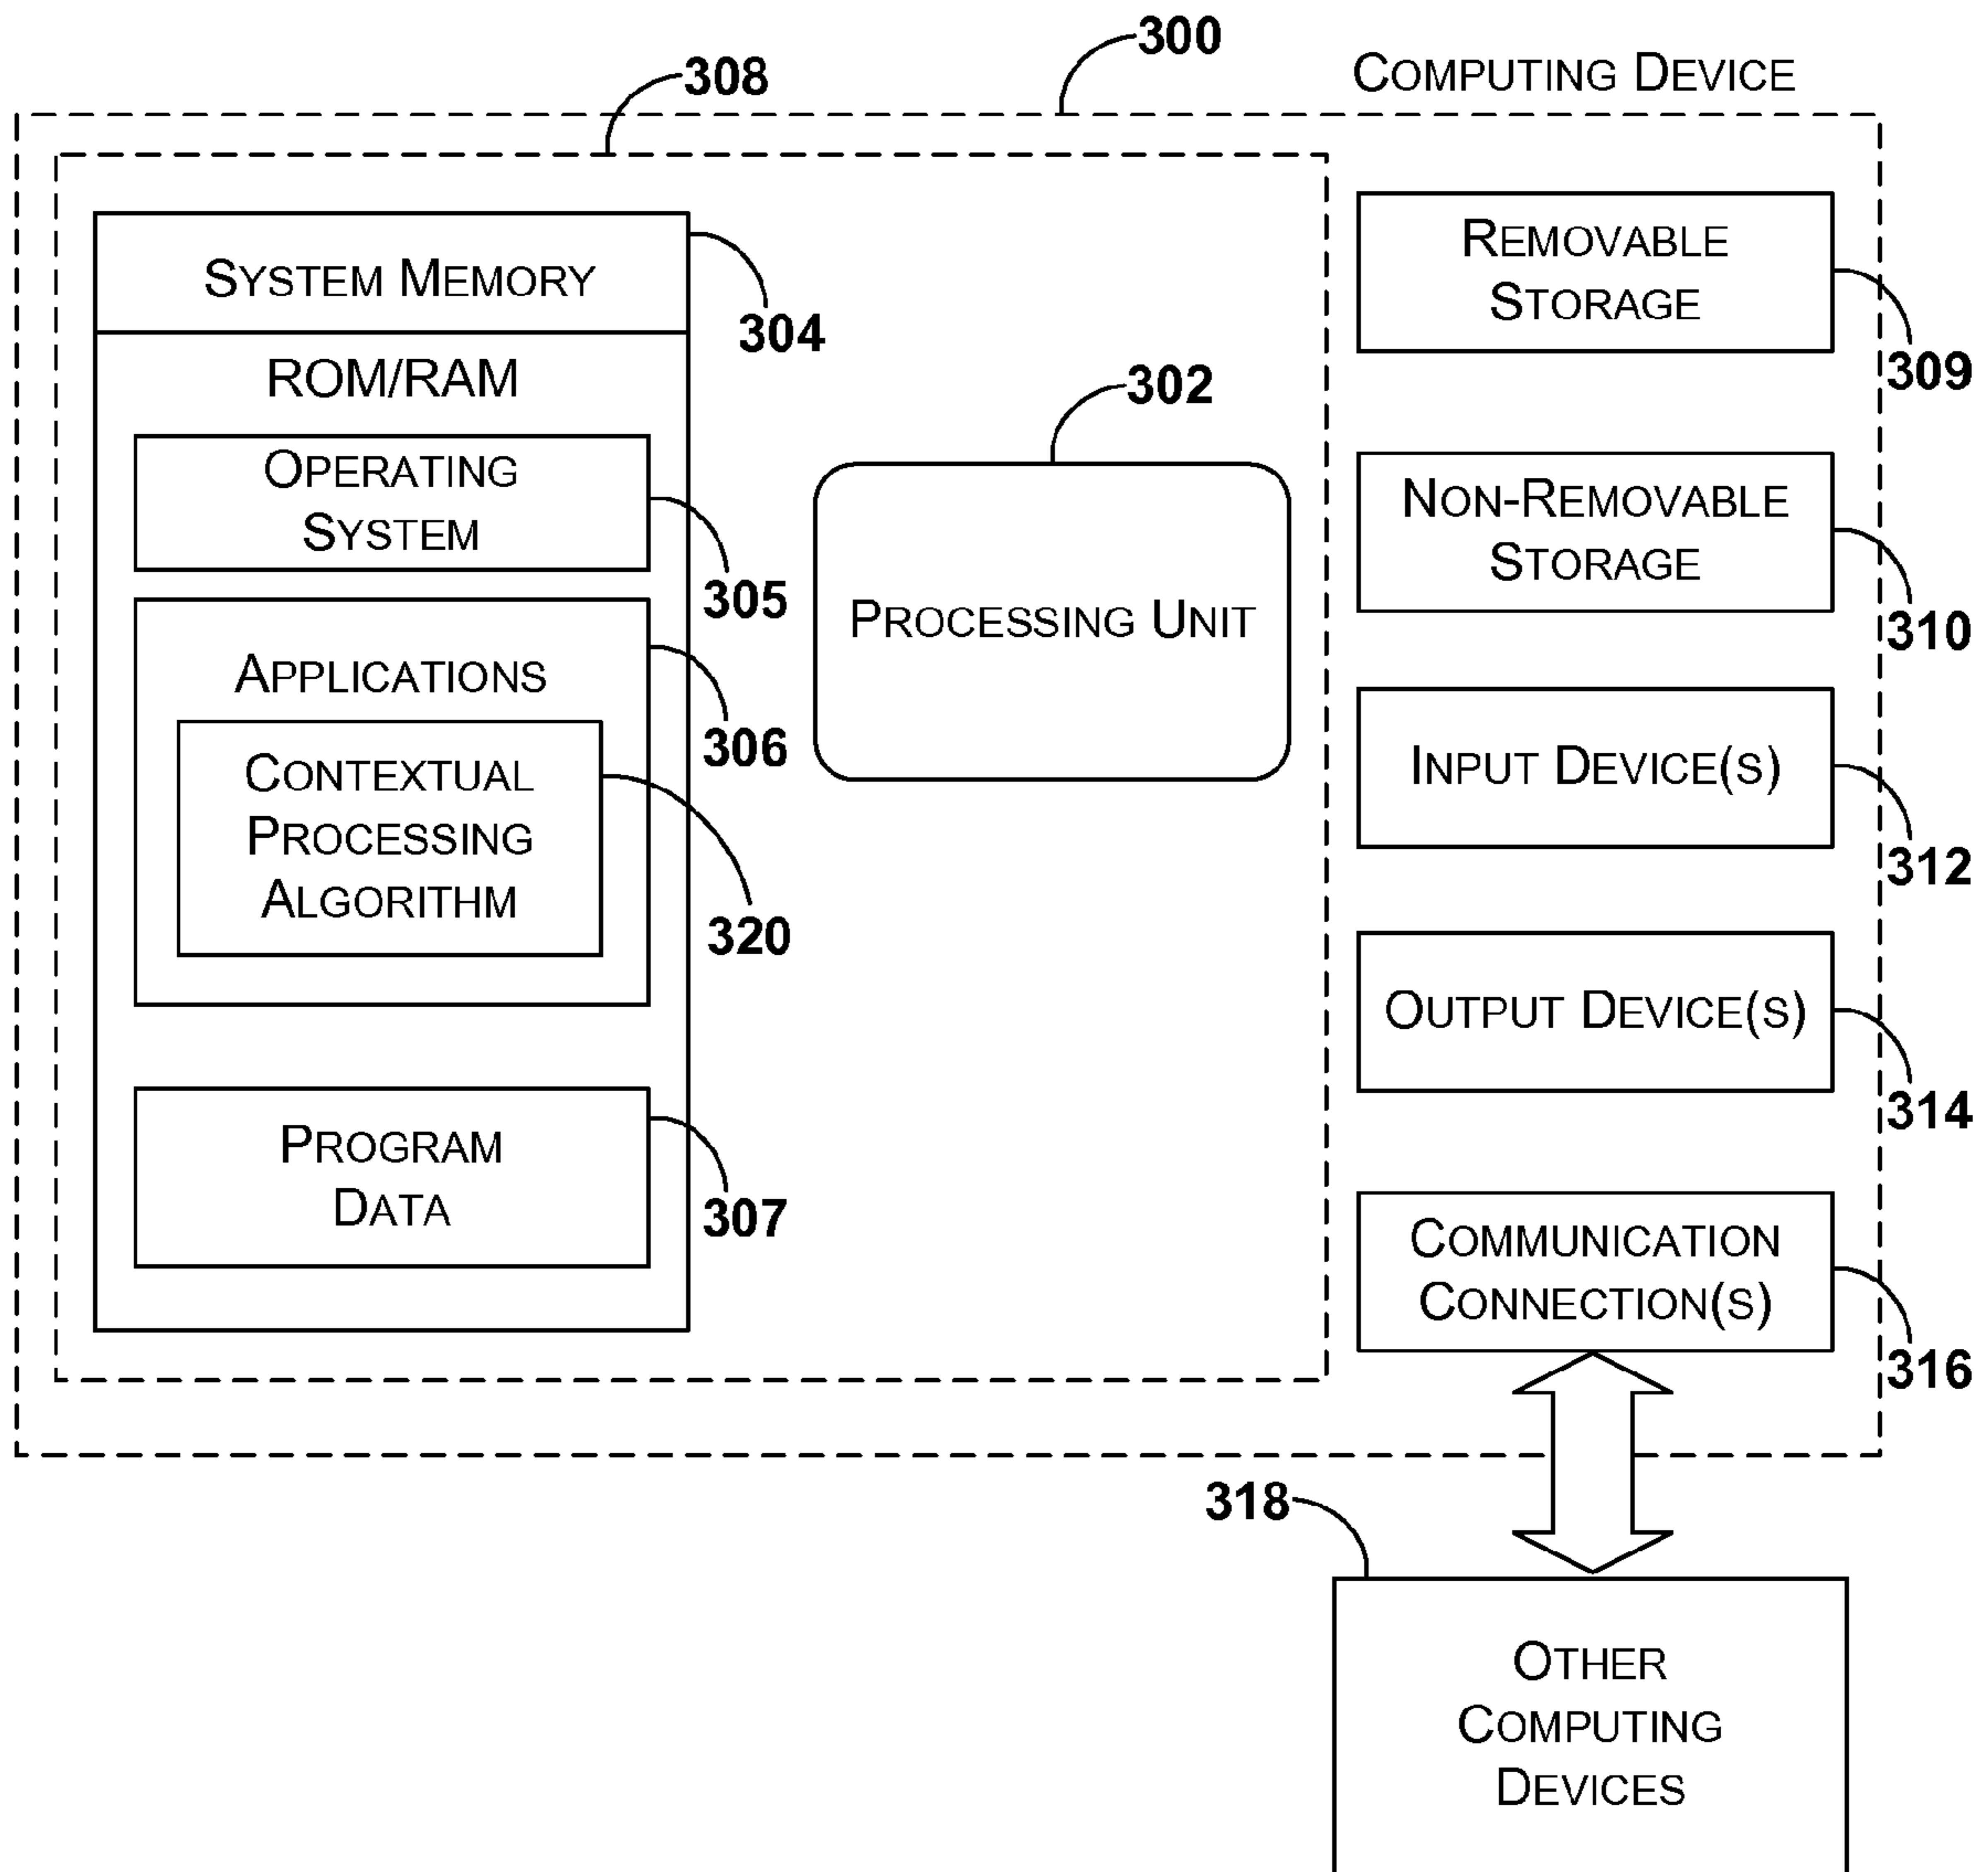 300
COMPUTING DEVICE
308
SYSTEM MEMORY
304
ROM/RAM
OPERATING
SYSTEM
305
APPLICATIONS
306
CONTEXTUAL
PROCESSING
ALGORITHM
320
PROGRAM
DATA
307
302
PROCESSING UNIT
REMOVABLE
STORAGE
309
NON-REMOVABLE
STORAGE
310
INPUT DEVICE(S)
312
OUTPUT DEVICE(S)
314
COMMUNICATION
CONNECTION(S)
316
318
OTHER
COMPUTING
DEVICES